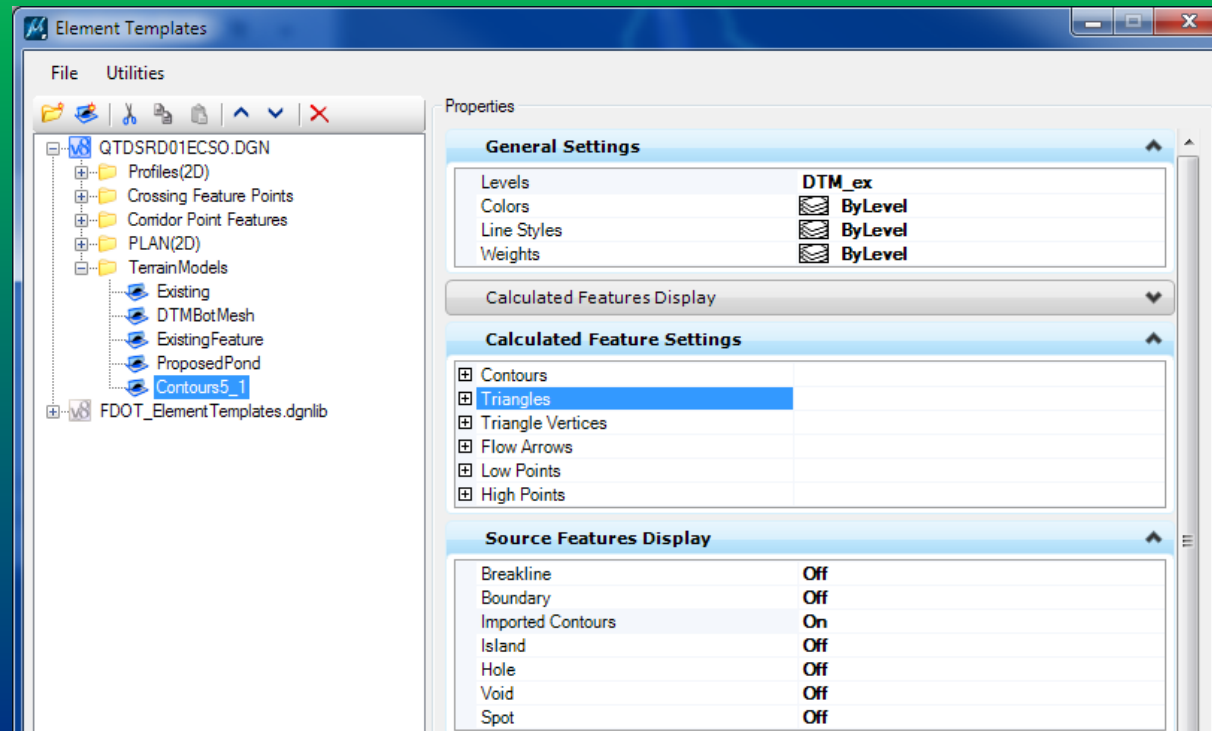 Element Templates
File Utilities
Properties
QTDSRD01ECSO.DGN
Profiles(2D)
Crossing Feature Points
Corridor Point Features
PLAN(2D)
TerrainModels
Existing
DTMBotMesh
ExistingFeature
ProposedPond
Contours5_1
FDOT_ElementTemplates.dgnlib
General Settings
Levels DTM_ex
Colors ByLevel
Line Styles ByLevel
Weights ByLevel
Calculated Features Display
Calculated Feature Settings
Contours
Triangles
Triangle Vertices
Flow Arrows
Low Points
High Points
Source Features Display
Breakline Off
Boundary Off
Imported Contours On
Island Off
Hole Off
Void Off
Spot Off